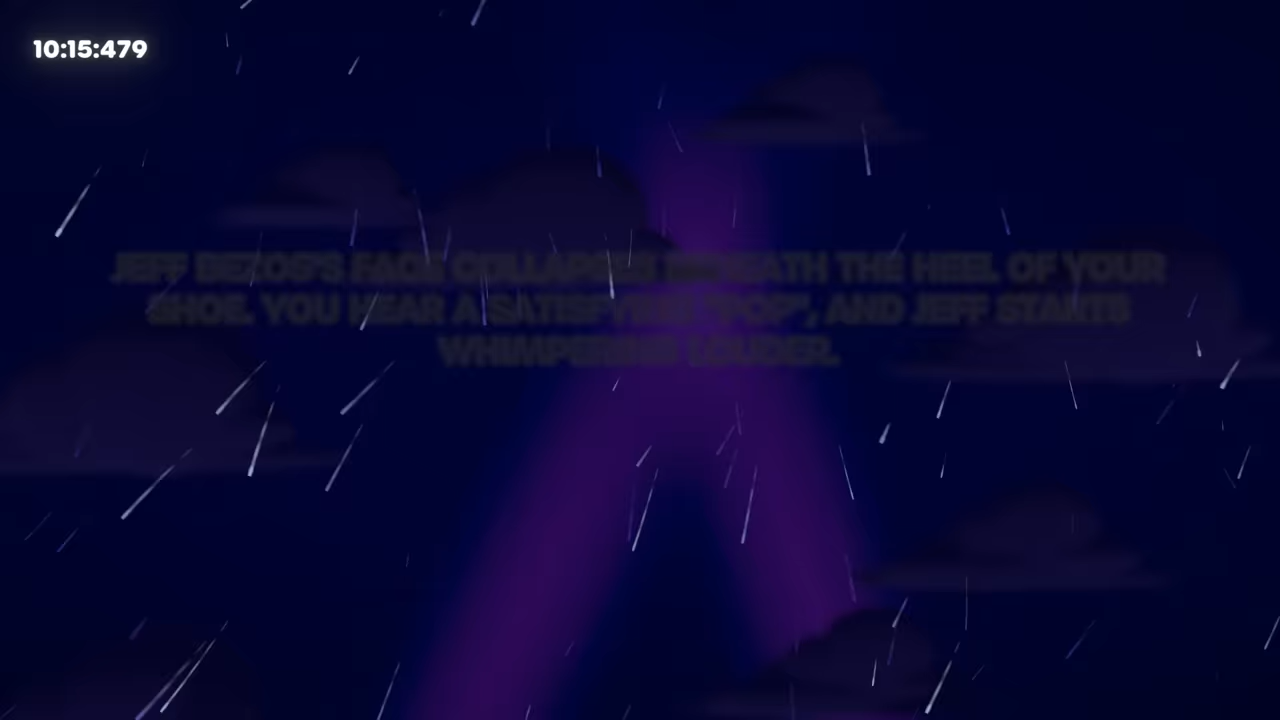 10:15:479
JEFF BEZOS'S FACE COLLAPSES BENEATH THE HEEL OF YOUR
SHOE. YOU HEAR A SATISFYING "POP", AND JEFF STARTS
WHIMPERING LOUDER.